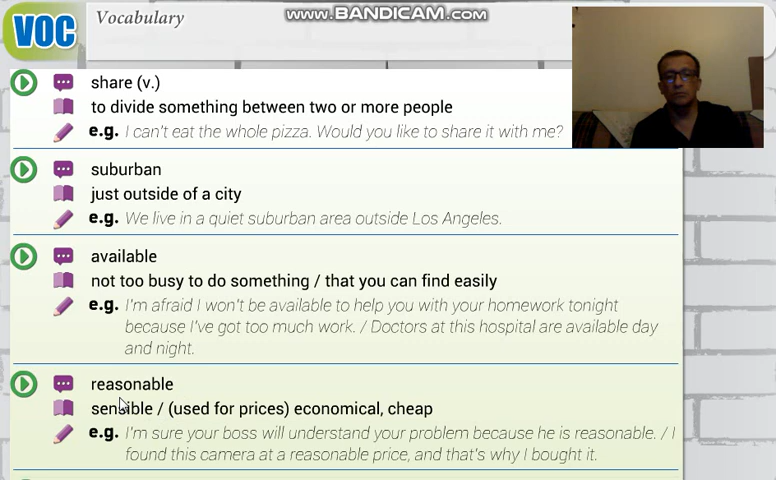 www.BANDICAM.com
VOC Vocabulary
share (v.)
to divide something between two or more people
e.g. I can't eat the whole pizza. Would you like to share it with me?
suburban
just outside of a city
e.g. We live in a quiet suburban area outside Los Angeles.
available
not too busy to do something / that you can find easily
e.g. I'm afraid I won't be available to help you with your homework tonight
because I've got too much work. / Doctors at this hospital are available day
and night.
reasonable
sensible / (used for prices) economical, cheap
e.g. I'm sure your boss will understand your problem because he is reasonable. / I
found this camera at a reasonable price, and that's why I bought it.